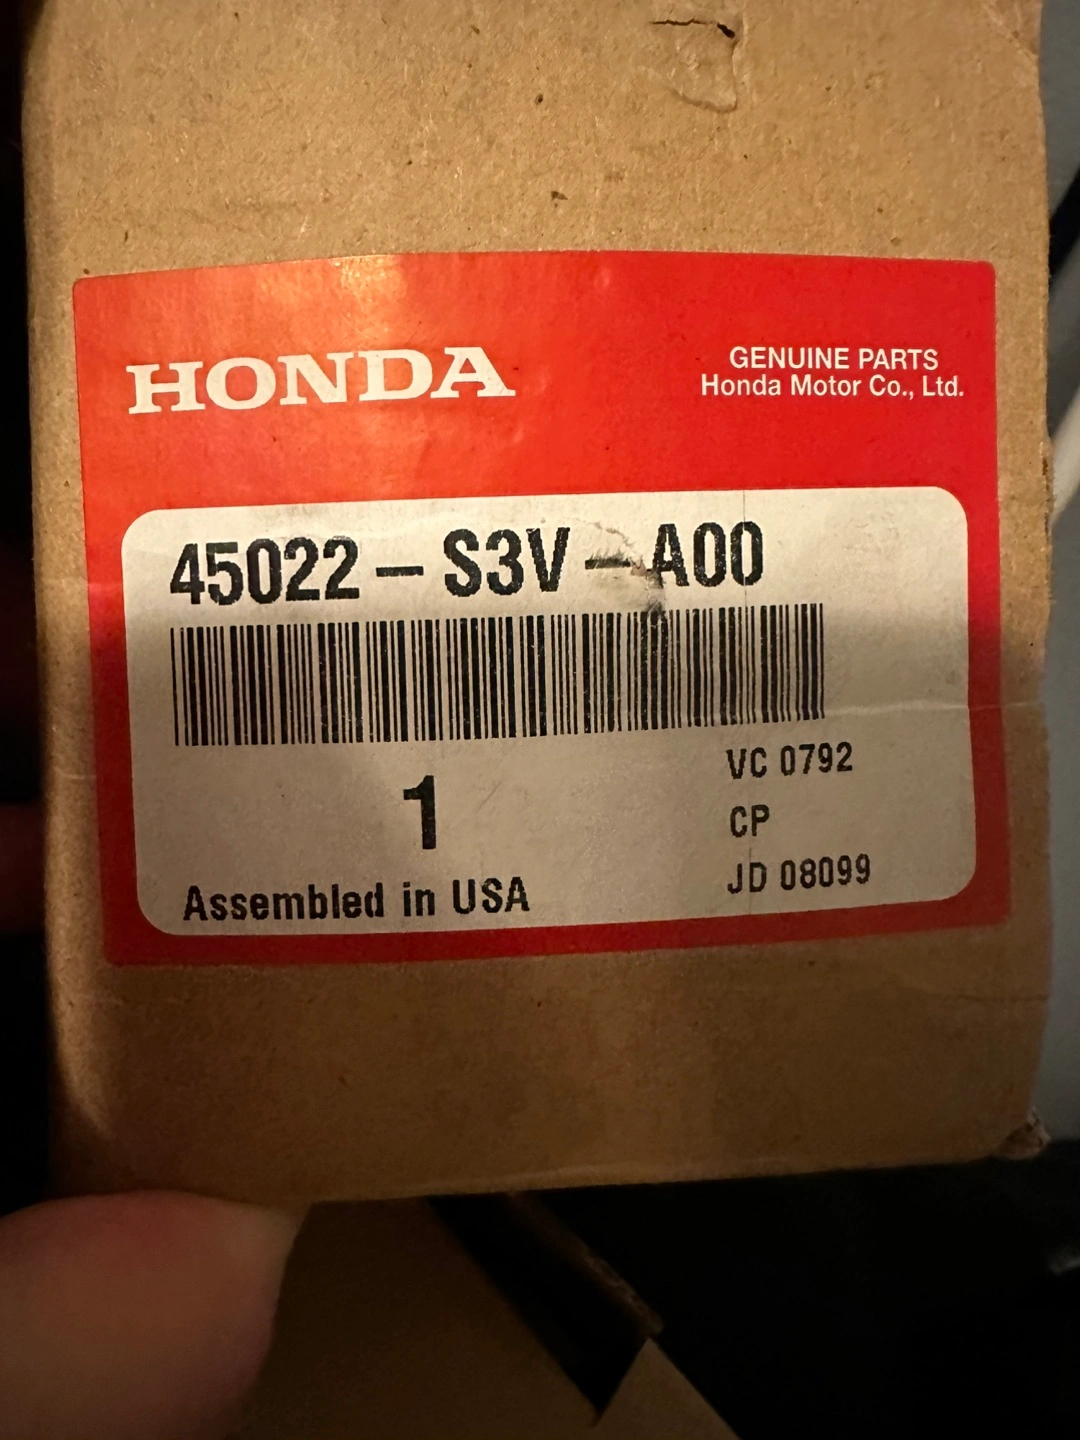 HONDA
GENUINE PARTS
Honda Motor Co., Ltd.
45022-S3V-A00
1
VC 0792
CP
JD 08099
Assembled in USA